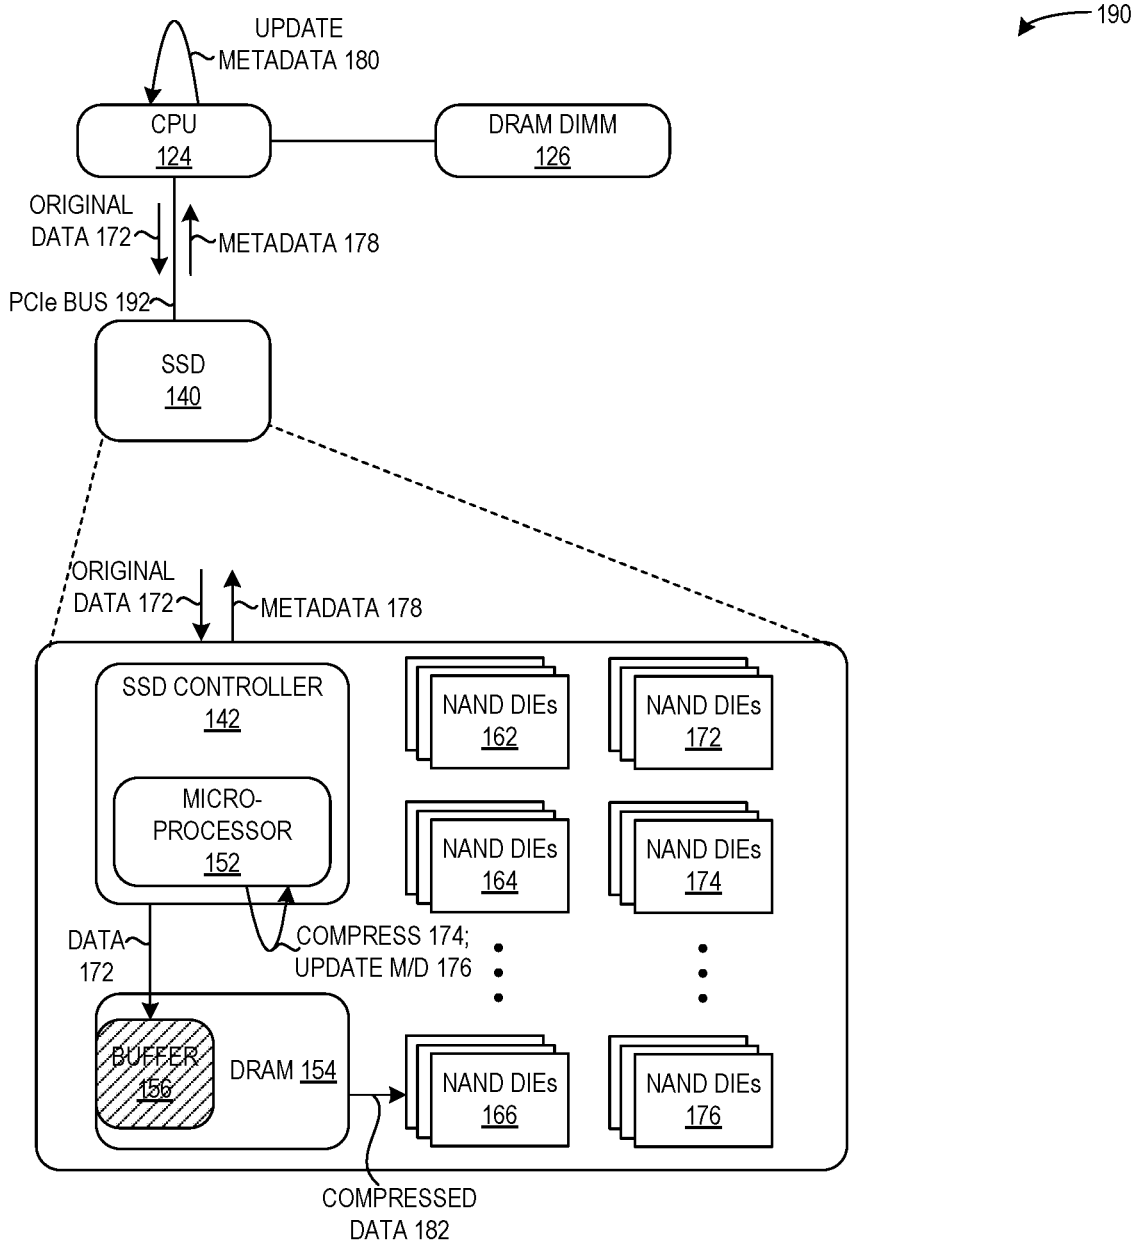 190
UPDATE
METADATA 180
CPU
124
DRAM DIMM
126
ORIGINAL
DATA 172
METADATA 178
PCIe BUS 192
SSD
140
ORIGINAL
DATA 172
METADATA 178
SSD CONTROLLER
142
MICRO-
PROCESSOR
152
NAND DIEs
162
NAND DIEs
172
NAND DIEs
164
NAND DIEs
174
DATA
172
COMPRESS 174;
UPDATE M/D 176
BUFFER
156
DRAM 154
NAND DIEs
166
NAND DIEs
176
COMPRESSED
DATA 182